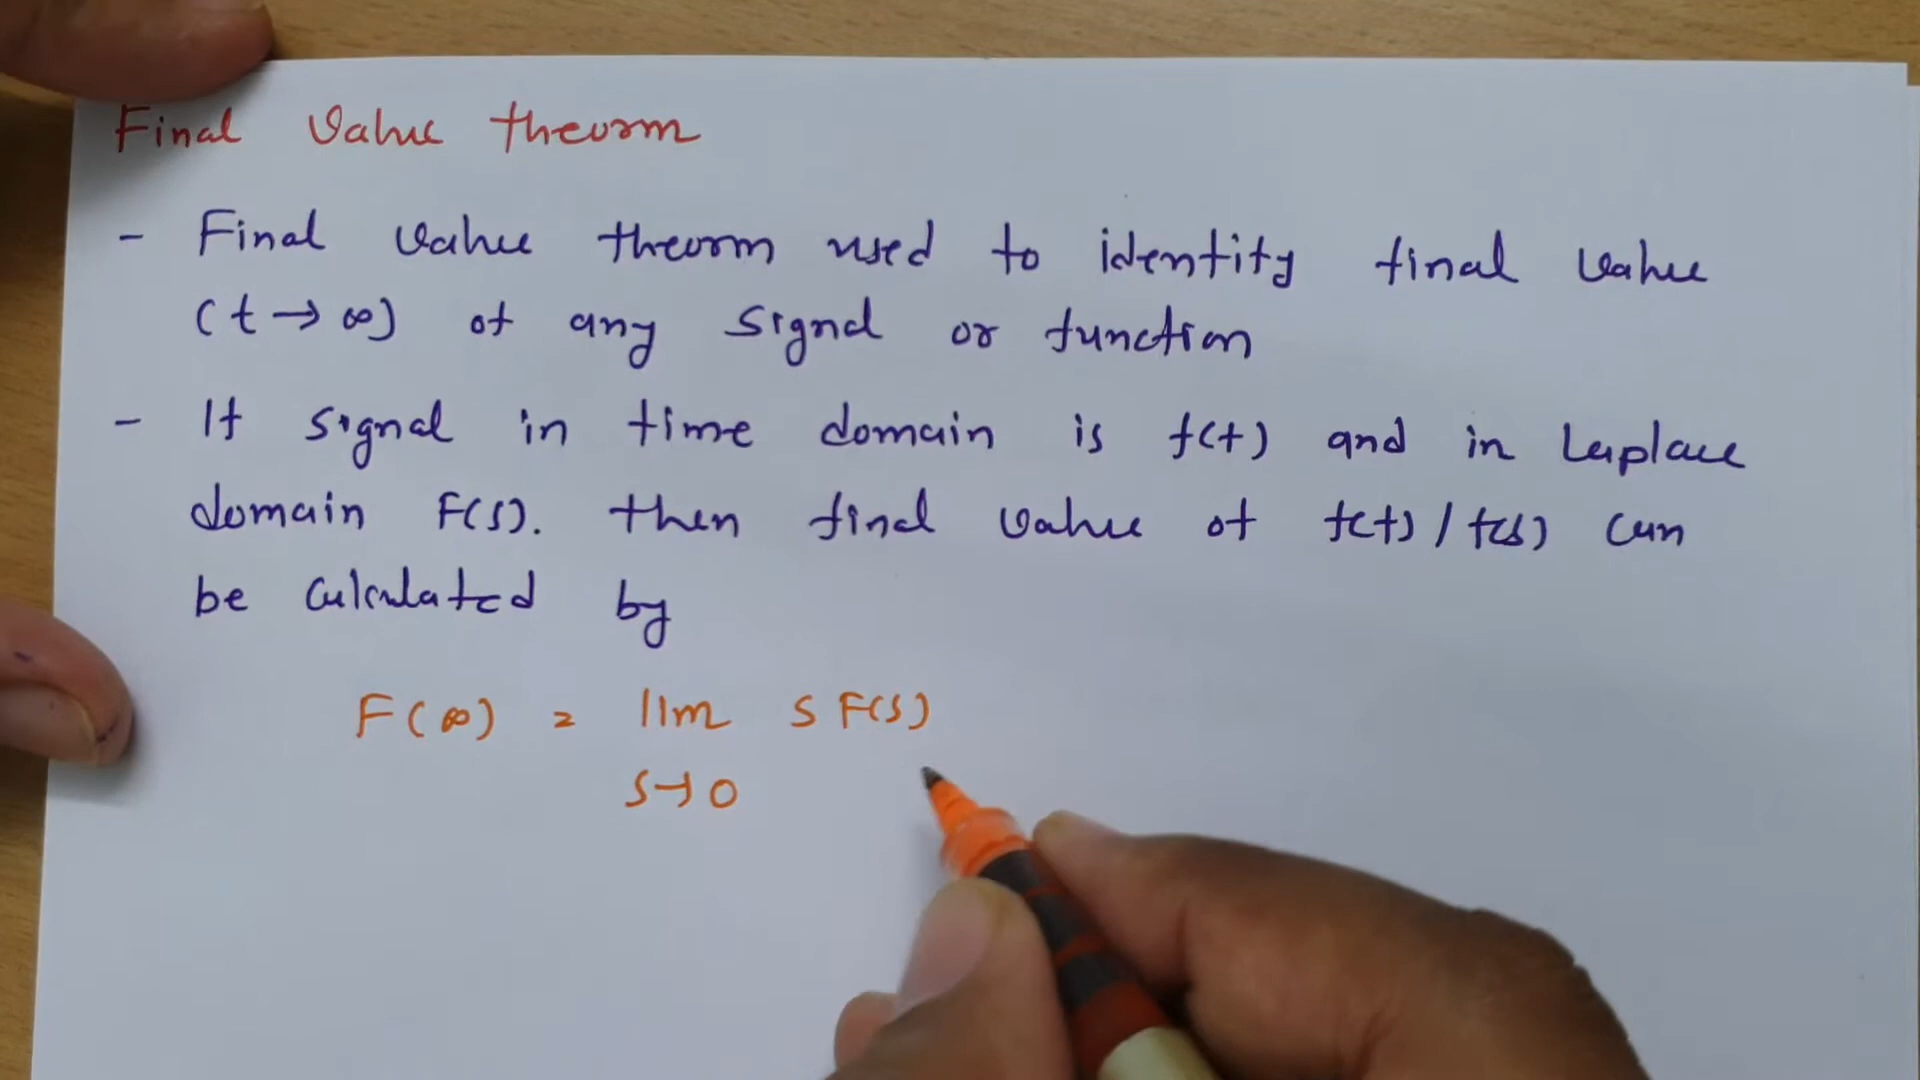 Final Value theorm
- Final value theorm used to identity final value
(t → ∞) of any signal or function
- If signal in time domain is f(t) and in Laplace
domain F(s). then final value of f(t) / f(s) can
be calculated by
F(∞) = lim s F(s)
s→0